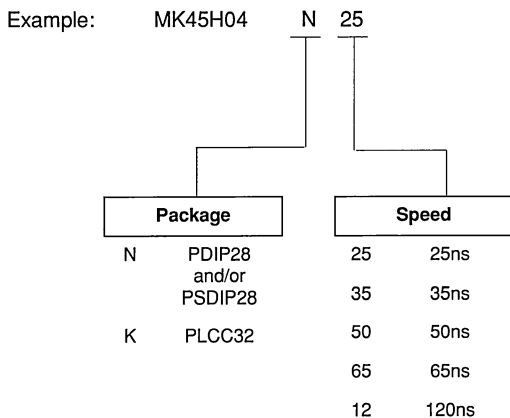 Example: MK45H04 N 25
Package Speed
N PDIP28 25 25ns
and/or
PSDIP28 35 35ns
K PLCC32 50 50ns
65 65ns
12 120ns